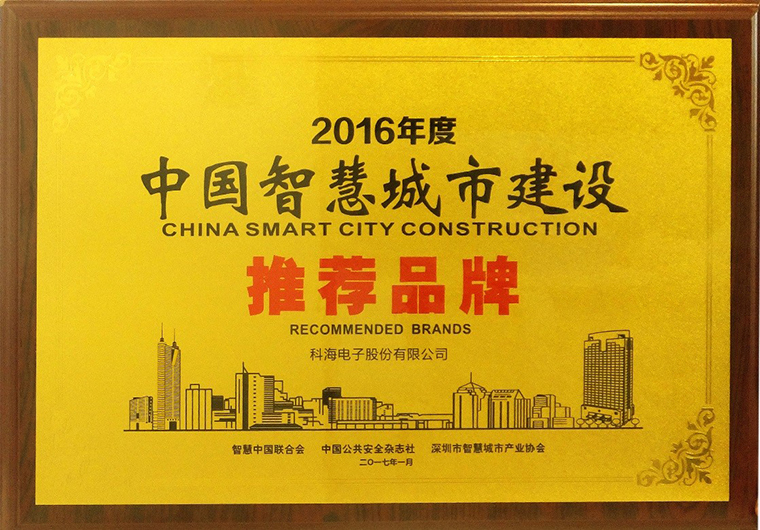 2016年度
中国智慧城市建设
CHINA SMART CITY CONSTRUCTION
推荐品牌
RECOMMENDED BRANDS
科海电子股份有限公司
智慧中国联合会 中国公共安全杂志社 深圳市智慧城市产业协会
二〇一七年一月